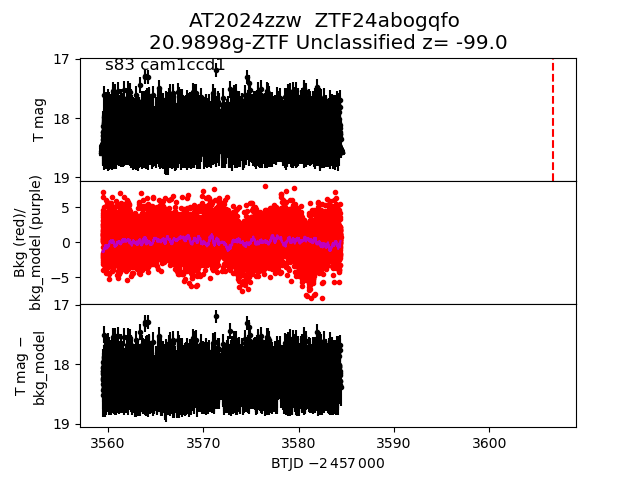 AT2024zzw  ZTF24abogqfo
20.9898g-ZTF Unclassified z= -99.0
s83 cam1ccd1
17
18
19
T mag
5
0
−5
Bkg (red)/
bkg_model (purple)
17
18
19
T mag −
bkg_model
3560
3570
3580
3590
3600
BTJD −2 457 000